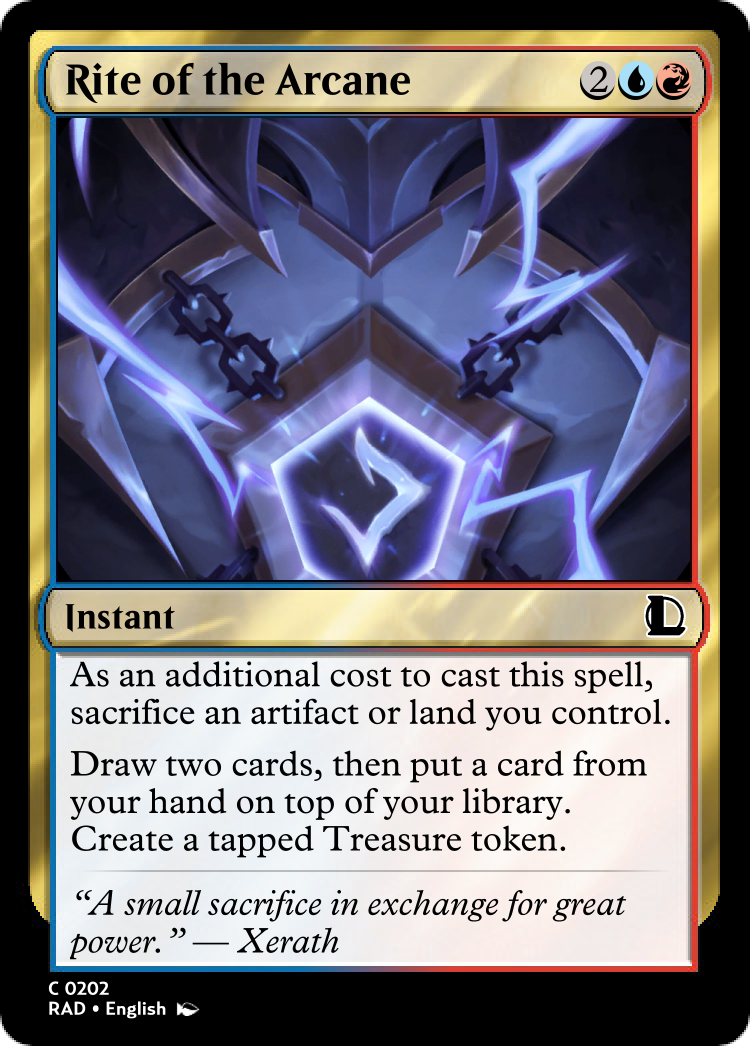 Rite of the Arcane 2
Instant
As an additional cost to cast this spell,
sacrifice an artifact or land you control.
Draw two cards, then put a card from
your hand on top of your library.
Create a tapped Treasure token.
“A small sacrifice in exchange for great
power.” — Xerath
C 0202
RAD • English